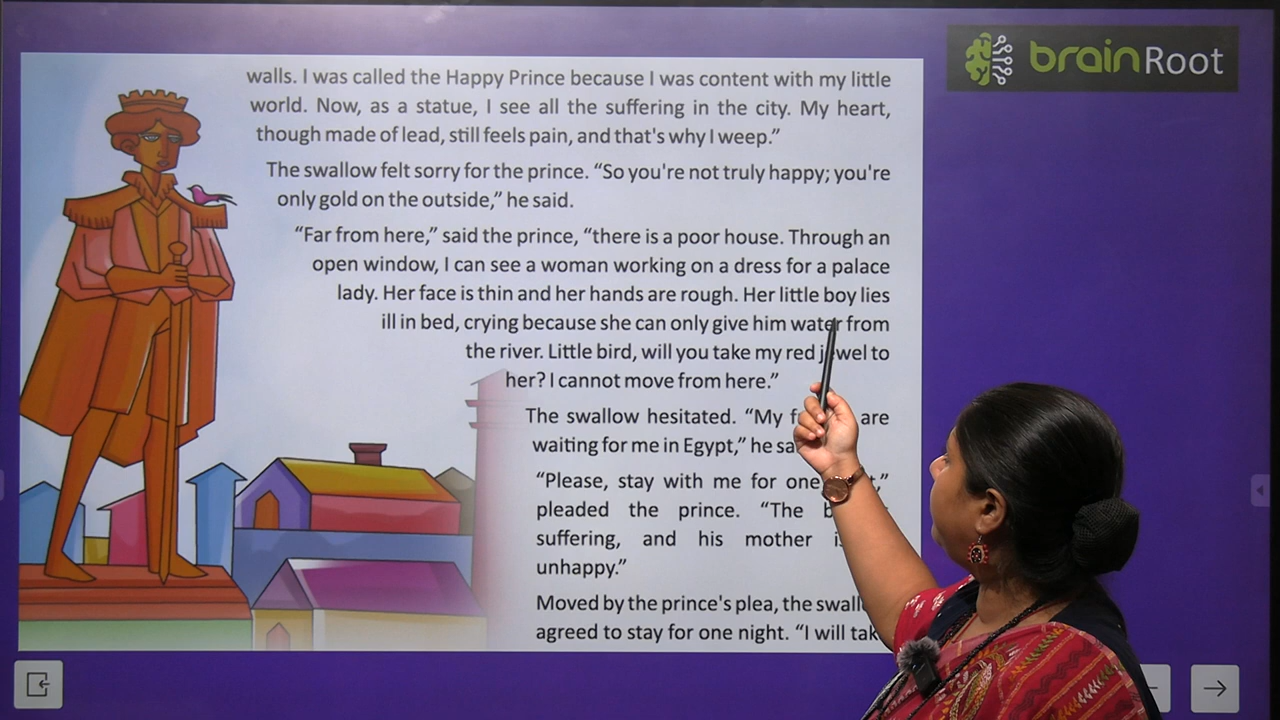 brainRoot
walls. I was called the Happy Prince because I was content with my little
world. Now, as a statue, I see all the suffering in the city. My heart,
though made of lead, still feels pain, and that's why I weep.”
The swallow felt sorry for the prince. “So you're not truly happy; you're
only gold on the outside,” he said.
“Far from here,” said the prince, “there is a poor house. Through an
open window, I can see a woman working on a dress for a palace
lady. Her face is thin and her hands are rough. Her little boy lies
ill in bed, crying because she can only give him water from
the river. Little bird, will you take my red jewel to
her? I cannot move from here.”
The swallow hesitated. “My are
waiting for me in Egypt,” he
“Please, stay with me for one
pleaded the prince. “The
suffering, and his mother
unhappy.”
Moved by the prince's plea, the
agreed to stay for one night. “I will